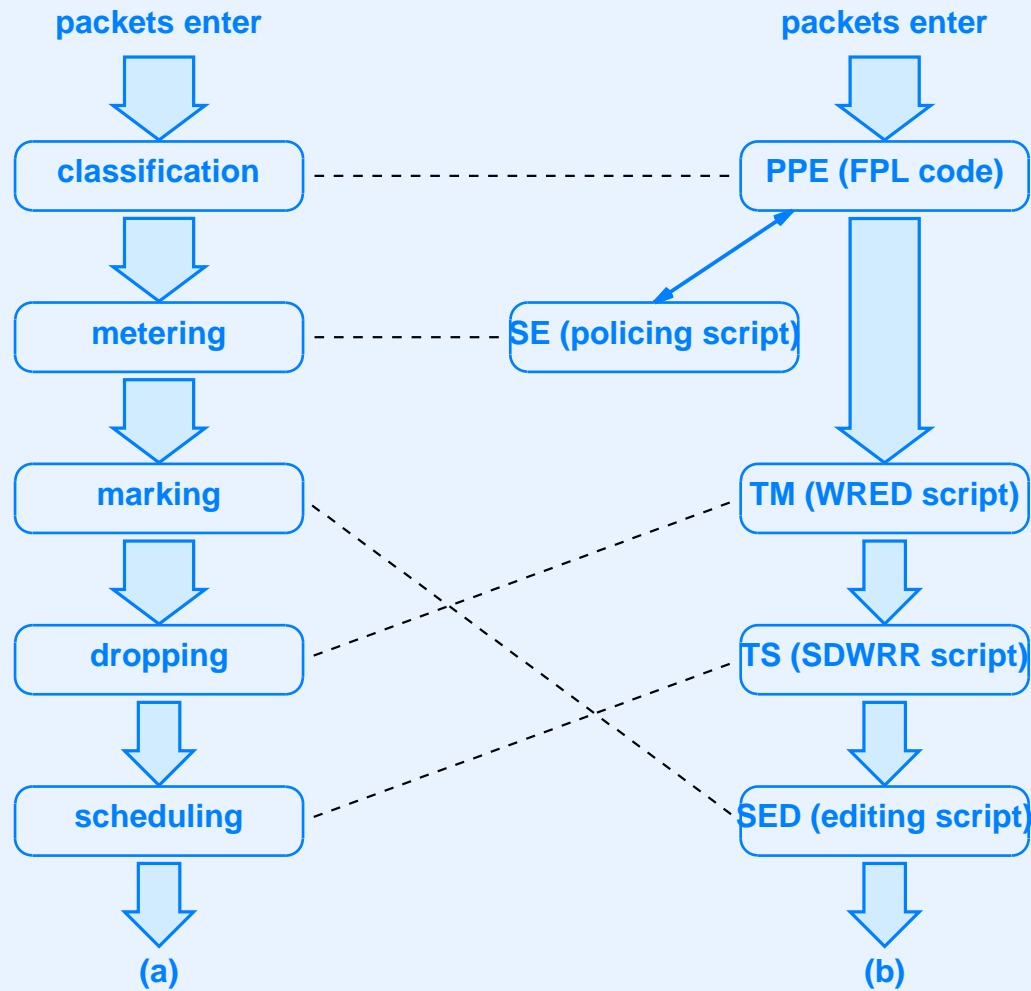 packets enter
packets enter
classification
PPE (FPL code)
metering
SE (policing script)
marking
TM (WRED script)
dropping
TS (SDWRR script)
scheduling
SED (editing script)
(a)
(b)